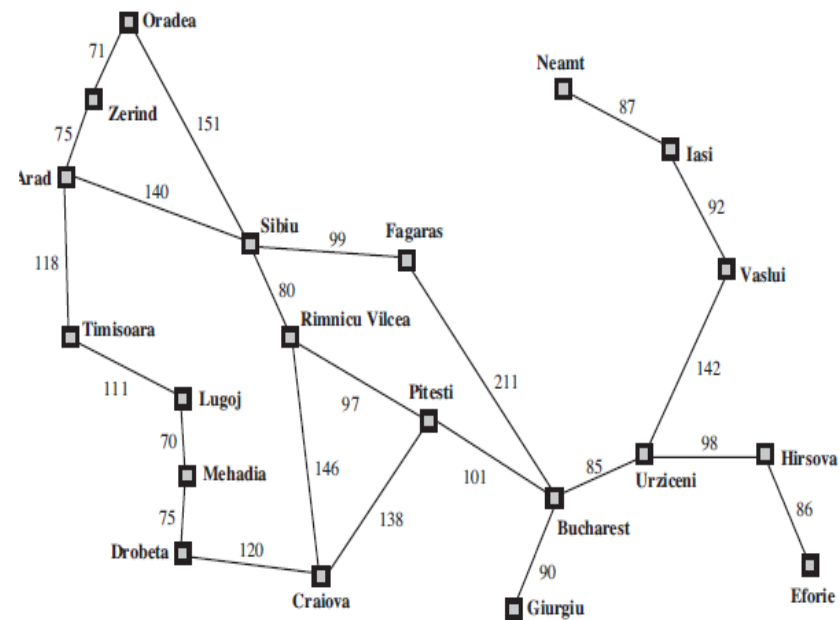 Oradea
71
Neamt
87
Zerind
151
75
Iasi
Arad
140
92
Sibiu
99
Fagaras
118
80
Vaslui
Timisoara
Rimnicu Vilcea
142
111
211
Lugoj
97
Pitesti
70
98
Hirsova
146
101
85
Urziceni
Mehadia
86
75
138
Bucharest
Drobeta
120
90
Craiova
Giurgiu
Eforie